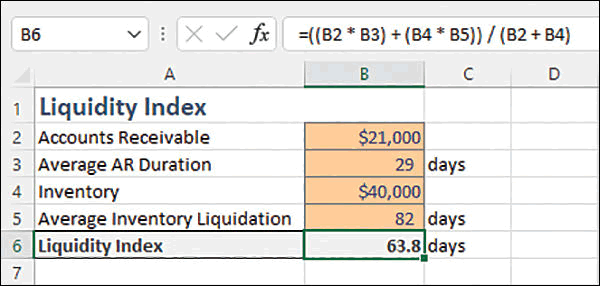 B6 fx =((B2 * B3) + (B4 * B5)) / (B2 + B4)
A B C D
1 Liquidity Index
2 Accounts Receivable $21,000
3 Average AR Duration 29 days
4 Inventory $40,000
5 Average Inventory Liquidation 82 days
6 Liquidity Index 63.8 days
7